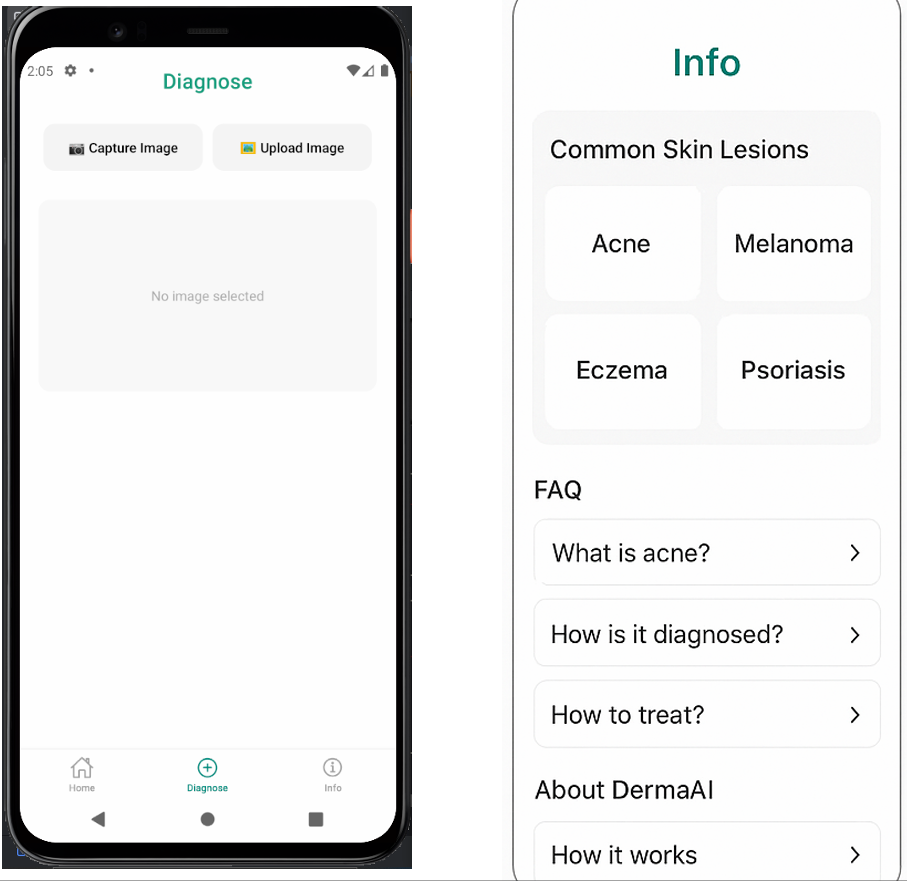 2:05
Diagnose
📷 Capture Image
🖼️ Upload Image
No image selected
Home
Diagnose
Info
Info
Common Skin Lesions
Acne
Melanoma
Eczema
Psoriasis
FAQ
What is acne?
How is it diagnosed?
How to treat?
About DermaAI
How it works